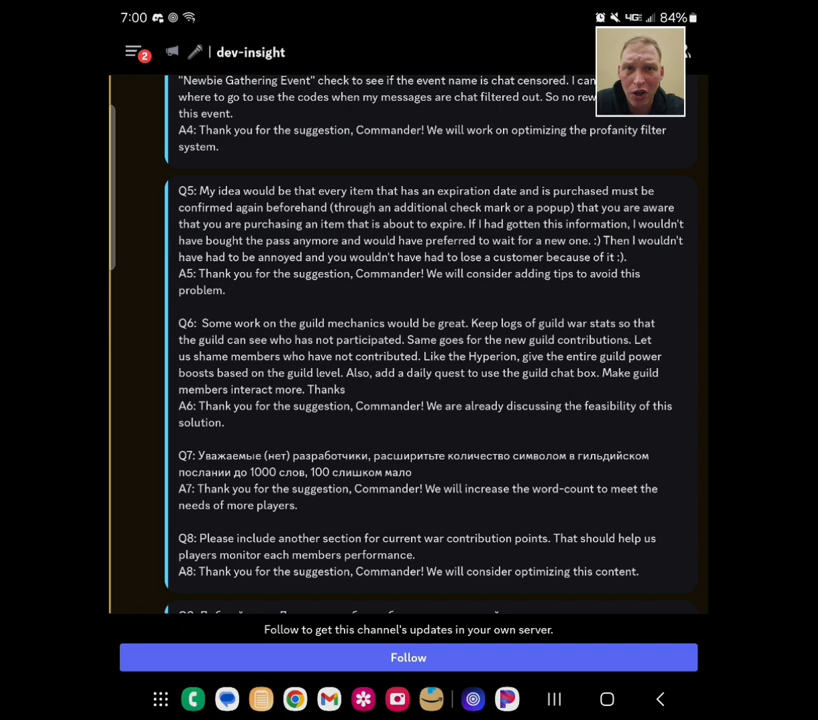 7:00
4G 84%
2
| dev-insight
"Newbie Gathering Event" check to see if the event name is chat censored. I can
where to go to use the codes when my messages are chat filtered out. So no rew
this event.
A4: Thank you for the suggestion, Commander! We will work on optimizing the profanity filter
system.
Q5: My idea would be that every item that has an expiration date and is purchased must be
confirmed again beforehand (through an additional check mark or a popup) that you are aware
that you are purchasing an item that is about to expire. If I had gotten this information, I wouldn't
have bought the pass anymore and would have preferred to wait for a new one. :) Then I wouldn't
have had to be annoyed and you wouldn't have had to lose a customer because of it :).
A5: Thank you for the suggestion, Commander! We will consider adding tips to avoid this
problem.
Q6: Some work on the guild mechanics would be great. Keep logs of guild war stats so that
the guild can see who has not participated. Same goes for the new guild contributions. Let
us shame members who have not contributed. Like the Hyperion, give the entire guild power
boosts based on the guild level. Also, add a daily quest to use the guild chat box. Make guild
members interact more. Thanks
A6: Thank you for the suggestion, Commander! We are already discussing the feasibility of this
solution.
Q7: Уважаемые (нет) разработчики, расширитьте количество символом в гильдийском
послании до 1000 слов, 100 слишком мало
A7: Thank you for the suggestion, Commander! We will increase the word-count to meet the
needs of more players.
Q8: Please include another section for current war contribution points. That should help us
players monitor each members performance.
A8: Thank you for the suggestion, Commander! We will consider optimizing this content.
Follow to get this channel's updates in your own server.
Follow